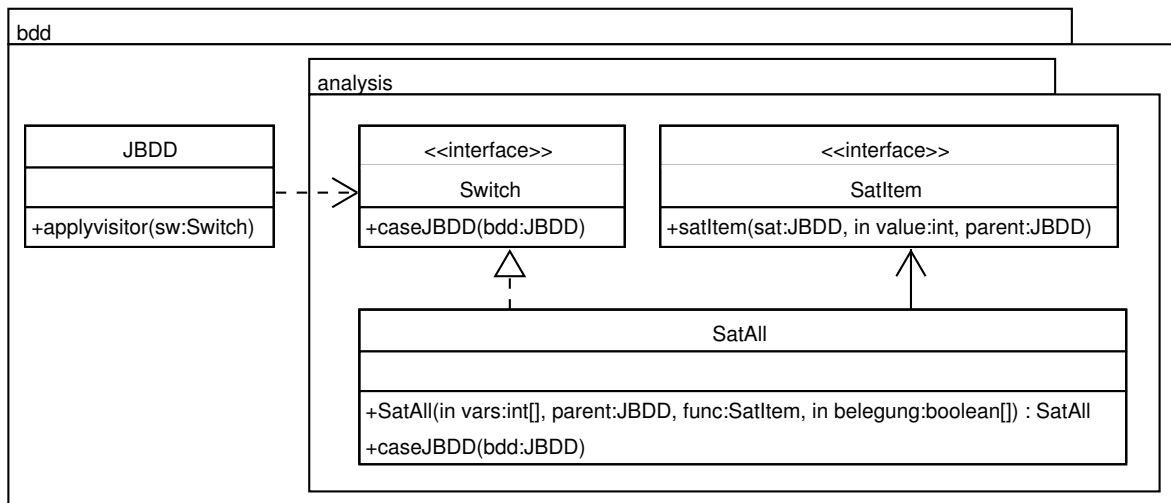 bdd
analysis
JBDD
+applyvisitor(sw:Switch)
<<interface>>
Switch
+caseJBDD(bdd:JBDD)
<<interface>>
SatItem
+satItem(sat:JBDD, in value:int, parent:JBDD)
SatAll
+SatAll(in vars:int[], parent:JBDD, func:SatItem, in belegung:boolean[]) : SatAll
+caseJBDD(bdd:JBDD)